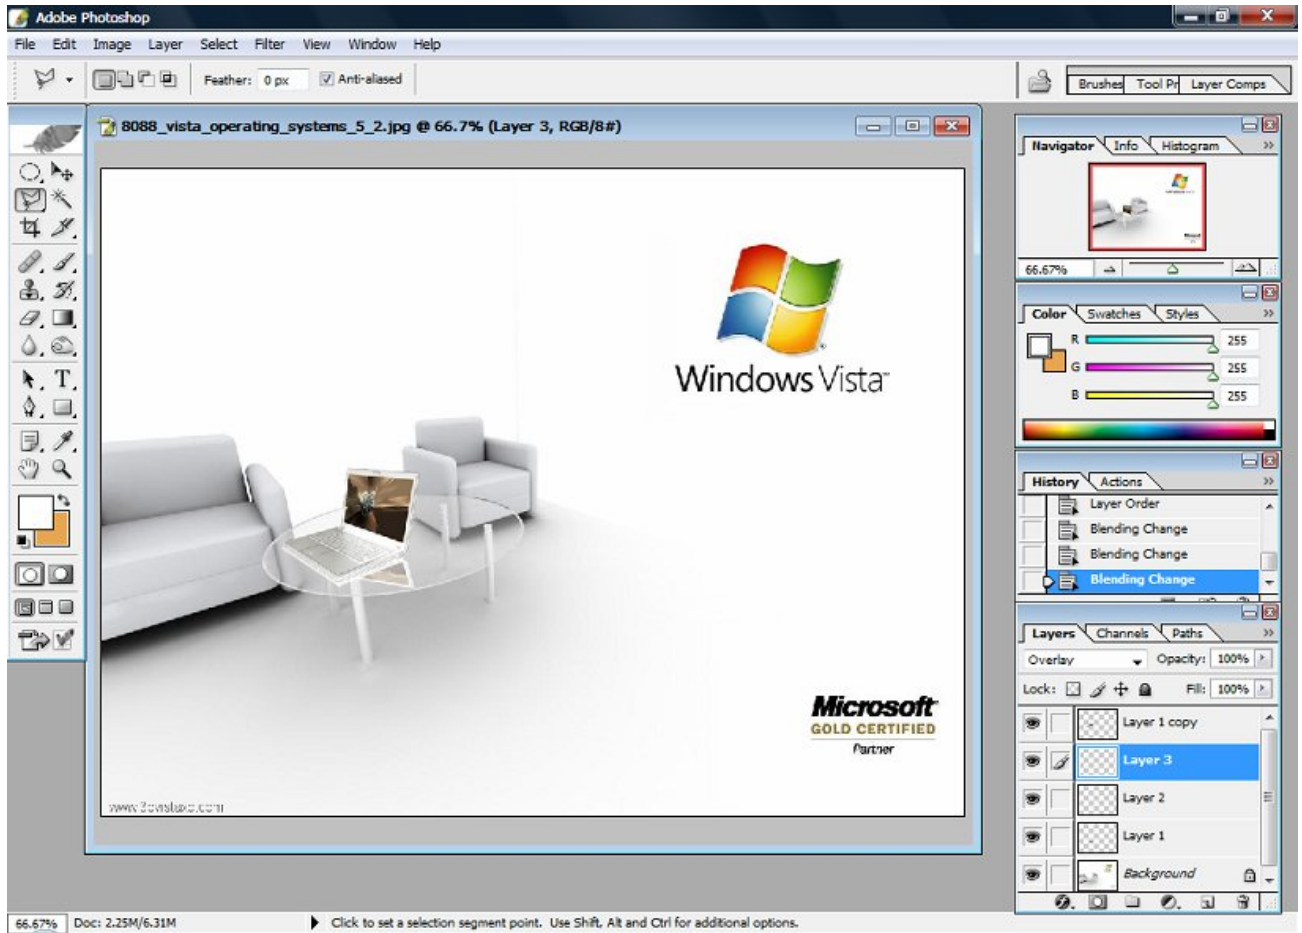 Adobe Photoshop
File Edit Image Layer Select Filter View Window Help
Feather: 0 px Anti-aliased
Brushes Tool Pr Layer Comps
8088_vista_operating_systems_5_2.jpg @ 66.7% (Layer 3, RGB/8#)
Windows Vista™
Microsoft
GOLD CERTIFIED
Partner
Navigator Info Histogram
66.67%
Color Swatches Styles
R 255
G 255
B 255
History Actions
Layer Order
Blending Change
Blending Change
Blending Change
Layers Channels Paths
Overlay Opacity: 100%
Lock: Fill: 100%
Layer 1 copy
Layer 3
Layer 2
Layer 1
Background
66.67% Doc: 2.25M/6.31M Click to set a selection segment point. Use Shift, Alt and Ctrl for additional options.